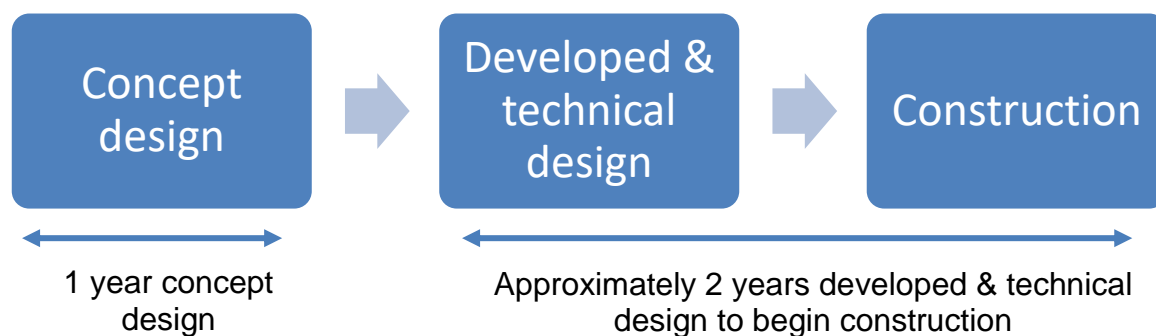 Concept
design
Developed &
technical
design
Construction
1 year concept
design
Approximately 2 years developed & technical
design to begin construction